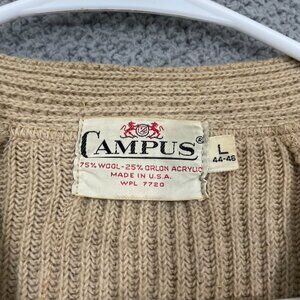 CAMPUS®
75% WOOL-25% ORLON ACRYLIC
MADE IN U.S.A.
WPL 7720
L
44-46